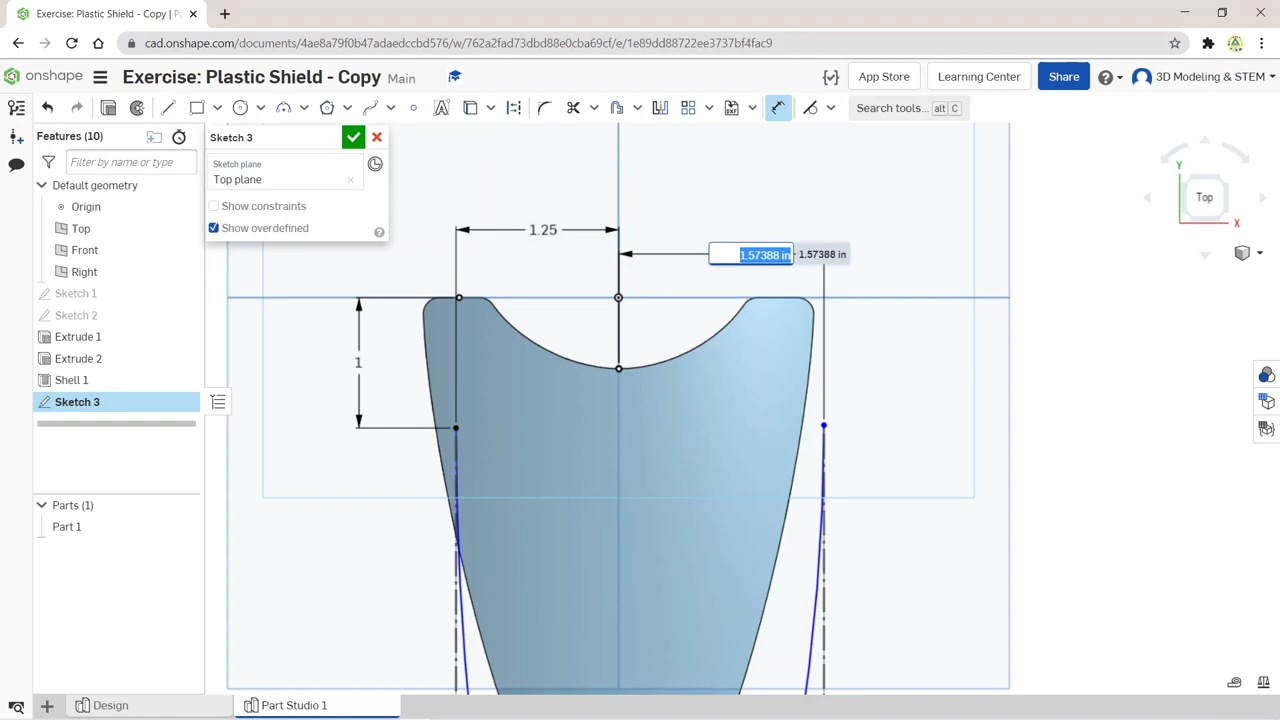 Exercise: Plastic Shield - Copy | P
cad.onshape.com/documents/4ae8a79f0b47adaedccbd576/w/762a2faf73dbd88e0cba69cf/e/1e89dd88722ee3737bf4fac9
onshape
Exercise: Plastic Shield - Copy
Main
App Store
Learning Center
Share
3D Modeling & STEM
Search tools...
alt
C
Features (10)
Filter by name or type
Default geometry
Origin
Top
Front
Right
Sketch 1
Sketch 2
Extrude 1
Extrude 2
Shell 1
Sketch 3
Parts (1)
Part 1
Sketch 3
Sketch plane
Top plane
Show constraints
Show overdefined
1.25
1.57388 in
1.57388 in
1
Y
Top
X
Design
Part Studio 1